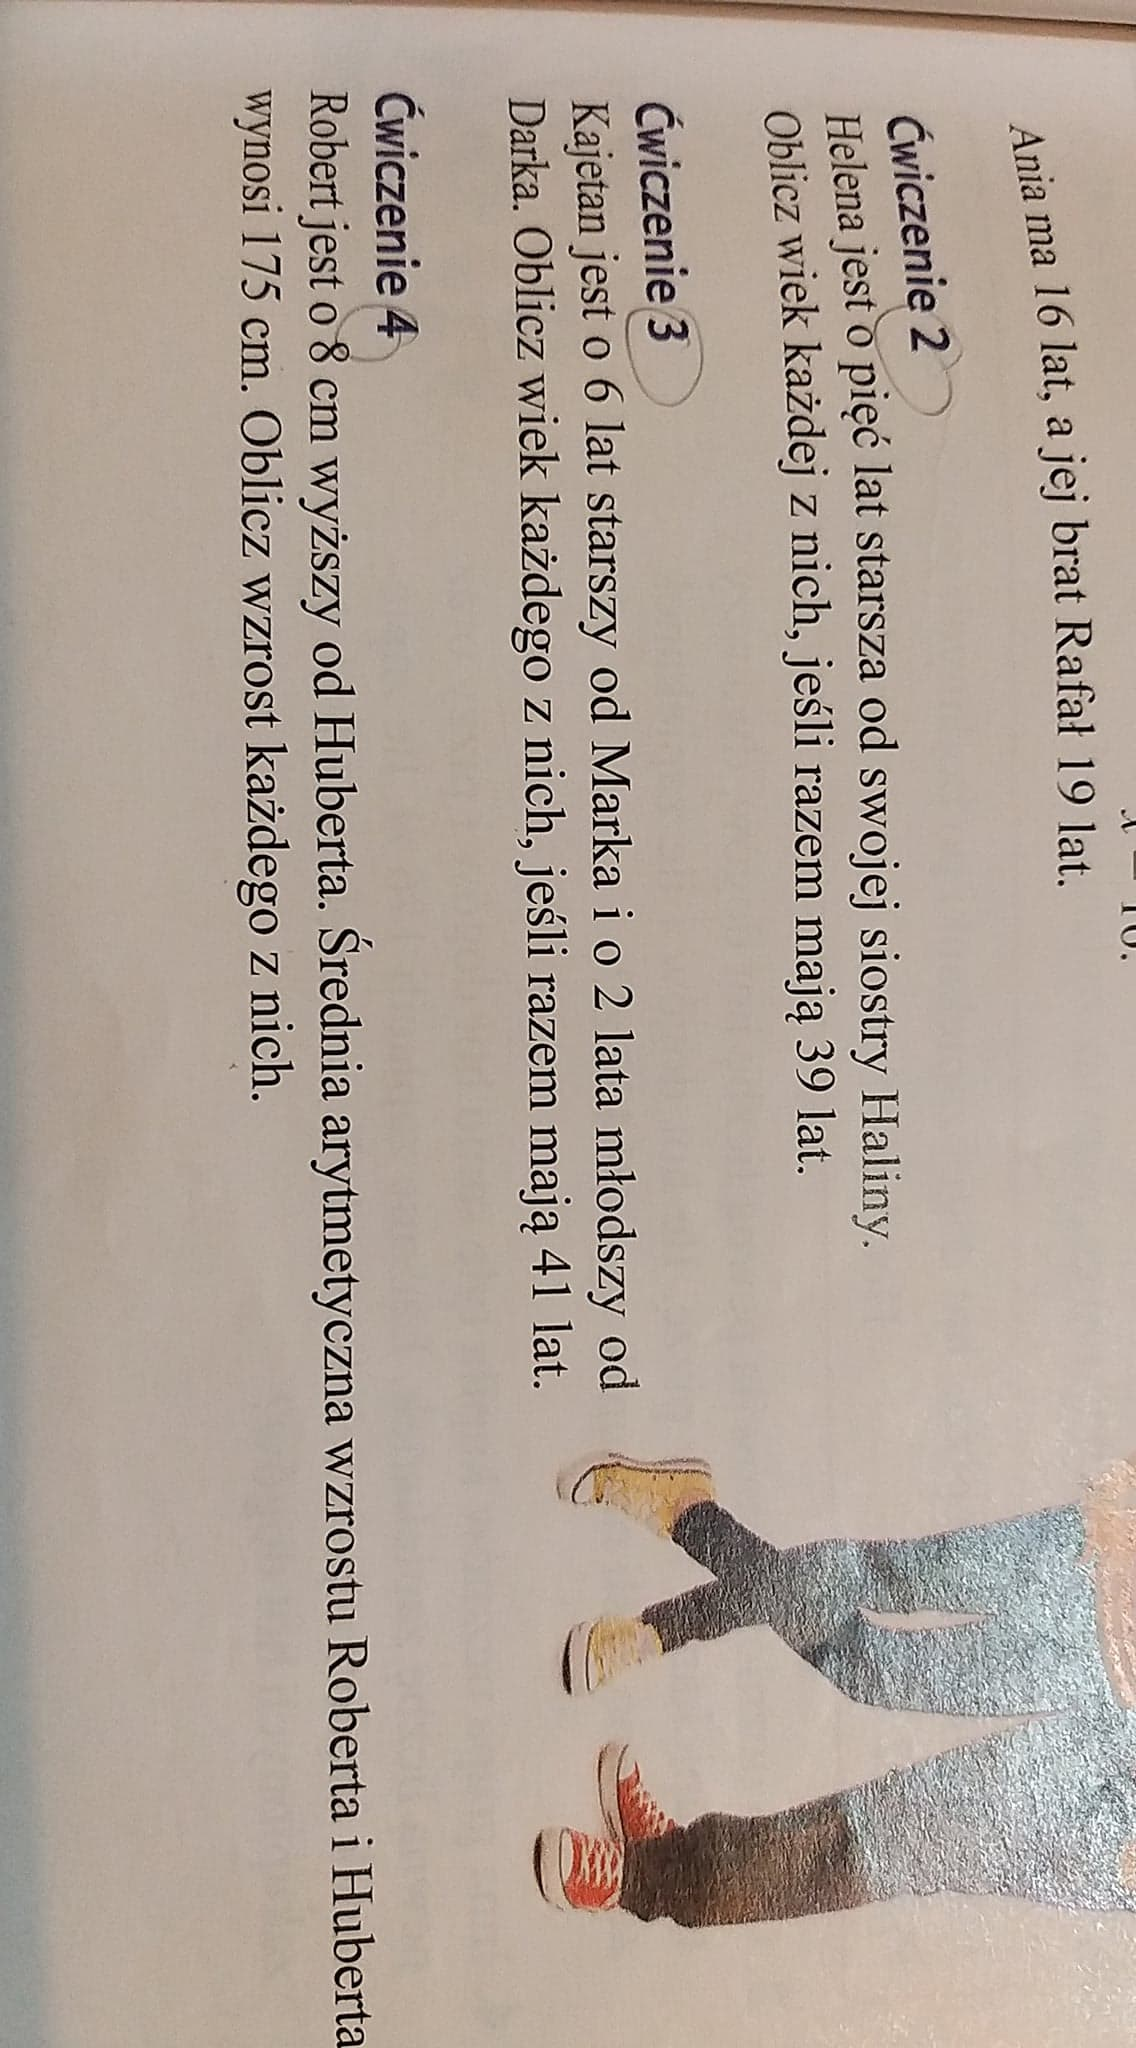 Ania ma 16 lat, a jej brat Rafał 19 lat.
Ćwiczenie 2
Helena jest o pięć lat starsza od swojej siostry Haliny.
Oblicz wiek każdej z nich, jeśli razem mają 39 lat.
Ćwiczenie 3
Kajetan jest o 6 lat starszy od Marka i o 2 lata młodszy od
Darka. Oblicz wiek każdego z nich, jeśli razem mają 41 lat.
Ćwiczenie 4
Robert jest o 8 cm wyższy od Huberta. Średnia arytmetyczna wzrostu Roberta i Huberta
wynosi 175 cm. Oblicz wzrost każdego z nich.